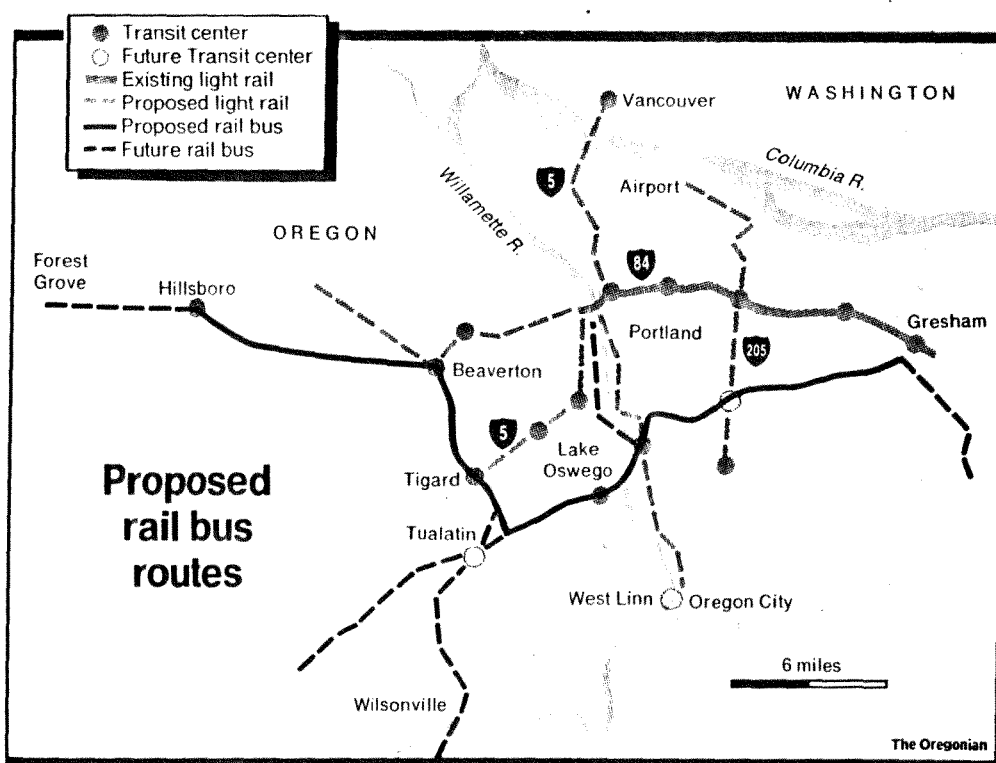 Transit center
Future Transit center
Existing light rail
Proposed light rail
Proposed rail bus
Future rail bus
WASHINGTON
Vancouver
Columbia R.
5
Airport
Willamette R.
OREGON
84
Forest
Grove
Hillsboro
Portland
Gresham
205
Beaverton
5
Lake
Oswego
Tigard
Proposed
rail bus
routes
Tualatin
West Linn
Oregon City
6 miles
Wilsonville
The Oregonian